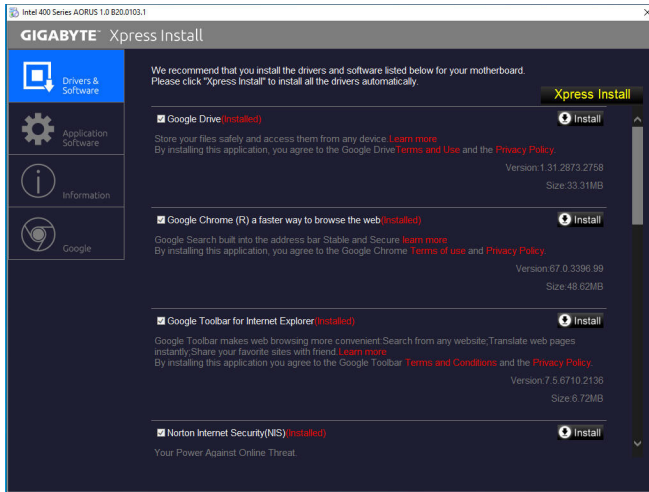 Intel 400 Series AORUS 1.0 B20.0103.1
GIGABYTE™ Xpress Install
Drivers & Software
Application Software
Information
Google
We recommend that you install the drivers and software listed below for your motherboard.
Please click "Xpress Install" to install all the drivers automatically.
Xpress Install
Google Drive(Installed) Install
Store your files safely and access them from any device.Learn more
By installing this application, you agree to the Google DriveTerms and Use and the Privacy Policy.
Version:1.31.2873.2758
Size:33.31MB
Google Chrome (R) a faster way to browse the web(Installed) Install
Google Search built into the address bar Stable and Secure learn more
By installing this application, you agree to the Google Chrome Terms of use and Privacy Policy.
Version:67.0.3396.99
Size:48.62MB
Google Toolbar for Internet Explorer(Installed) Install
Google Toolbar makes web browsing more convenient.Search from any website;Translate web pages
instantly;Share your favorite sites with friend.Learn more
By installing this application you agree to the Google Toolbar Terms and Conditions and the Privacy Policy.
Version:7.5.6710.2136
Size:6.72MB
Norton Internet Security(NIS)(Installed) Install
Your Power Against Online Threat.